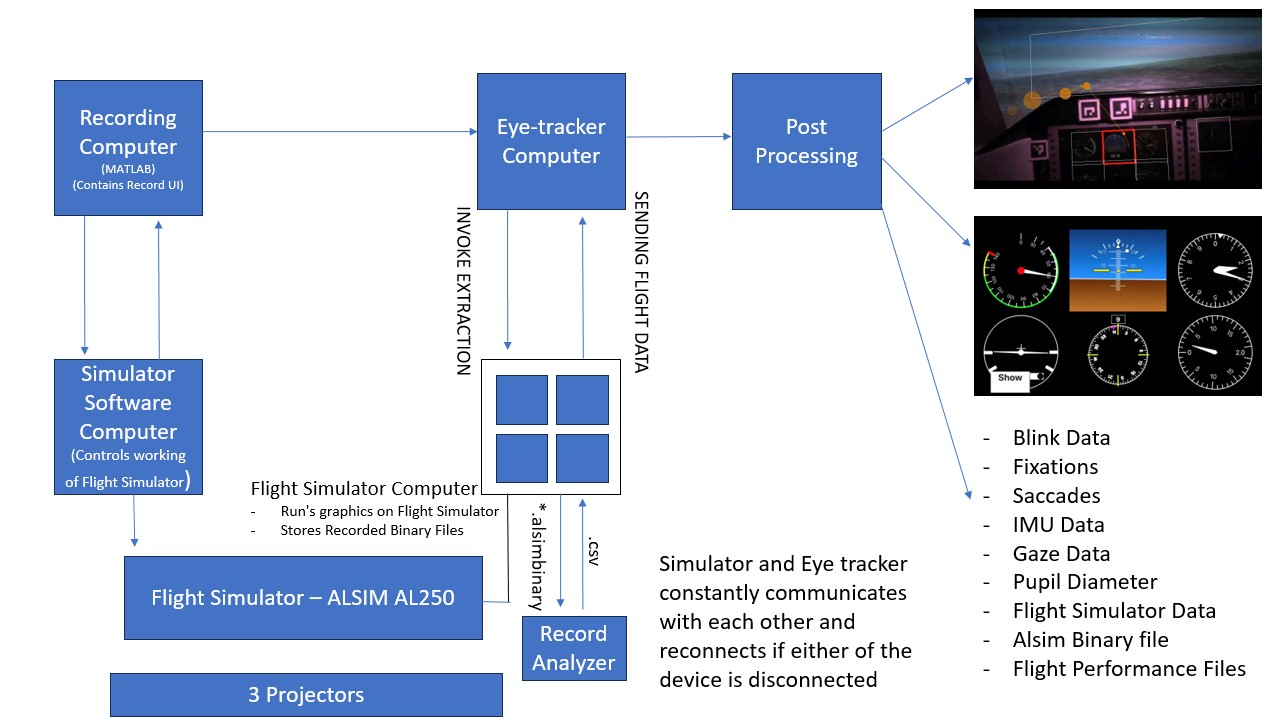 Recording
Computer
(MATLAB)
(Contains Record UI)
Eye-tracker
Computer
Post
Processing
INVOKE EXTRACTION
SENDING FLIGHT DATA
Simulator
Software
Computer
(Controls working
of Flight Simulator)
Flight Simulator Computer
- Run's graphics on Flight Simulator
- Stores Recorded Binary Files
*.alsimbinary
.csv
Flight Simulator – ALSIM AL250
Record
Analyzer
3 Projectors
Simulator and Eye tracker
constantly communicates
with each other and
reconnects if either of the
device is disconnected
Show
- Blink Data
- Fixations
- Saccades
- IMU Data
- Gaze Data
- Pupil Diameter
- Flight Simulator Data
- Alsim Binary file
- Flight Performance Files